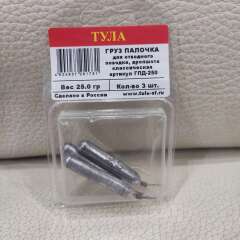 ТУЛА
ГРУЗ ПАЛОЧКА
для отводного
поводка, дропшота
классическая
артикул ГПД-250
Вес 25.0 гр
Кол-во 3 шт.
Сделано в России
www.tula-sf.ru